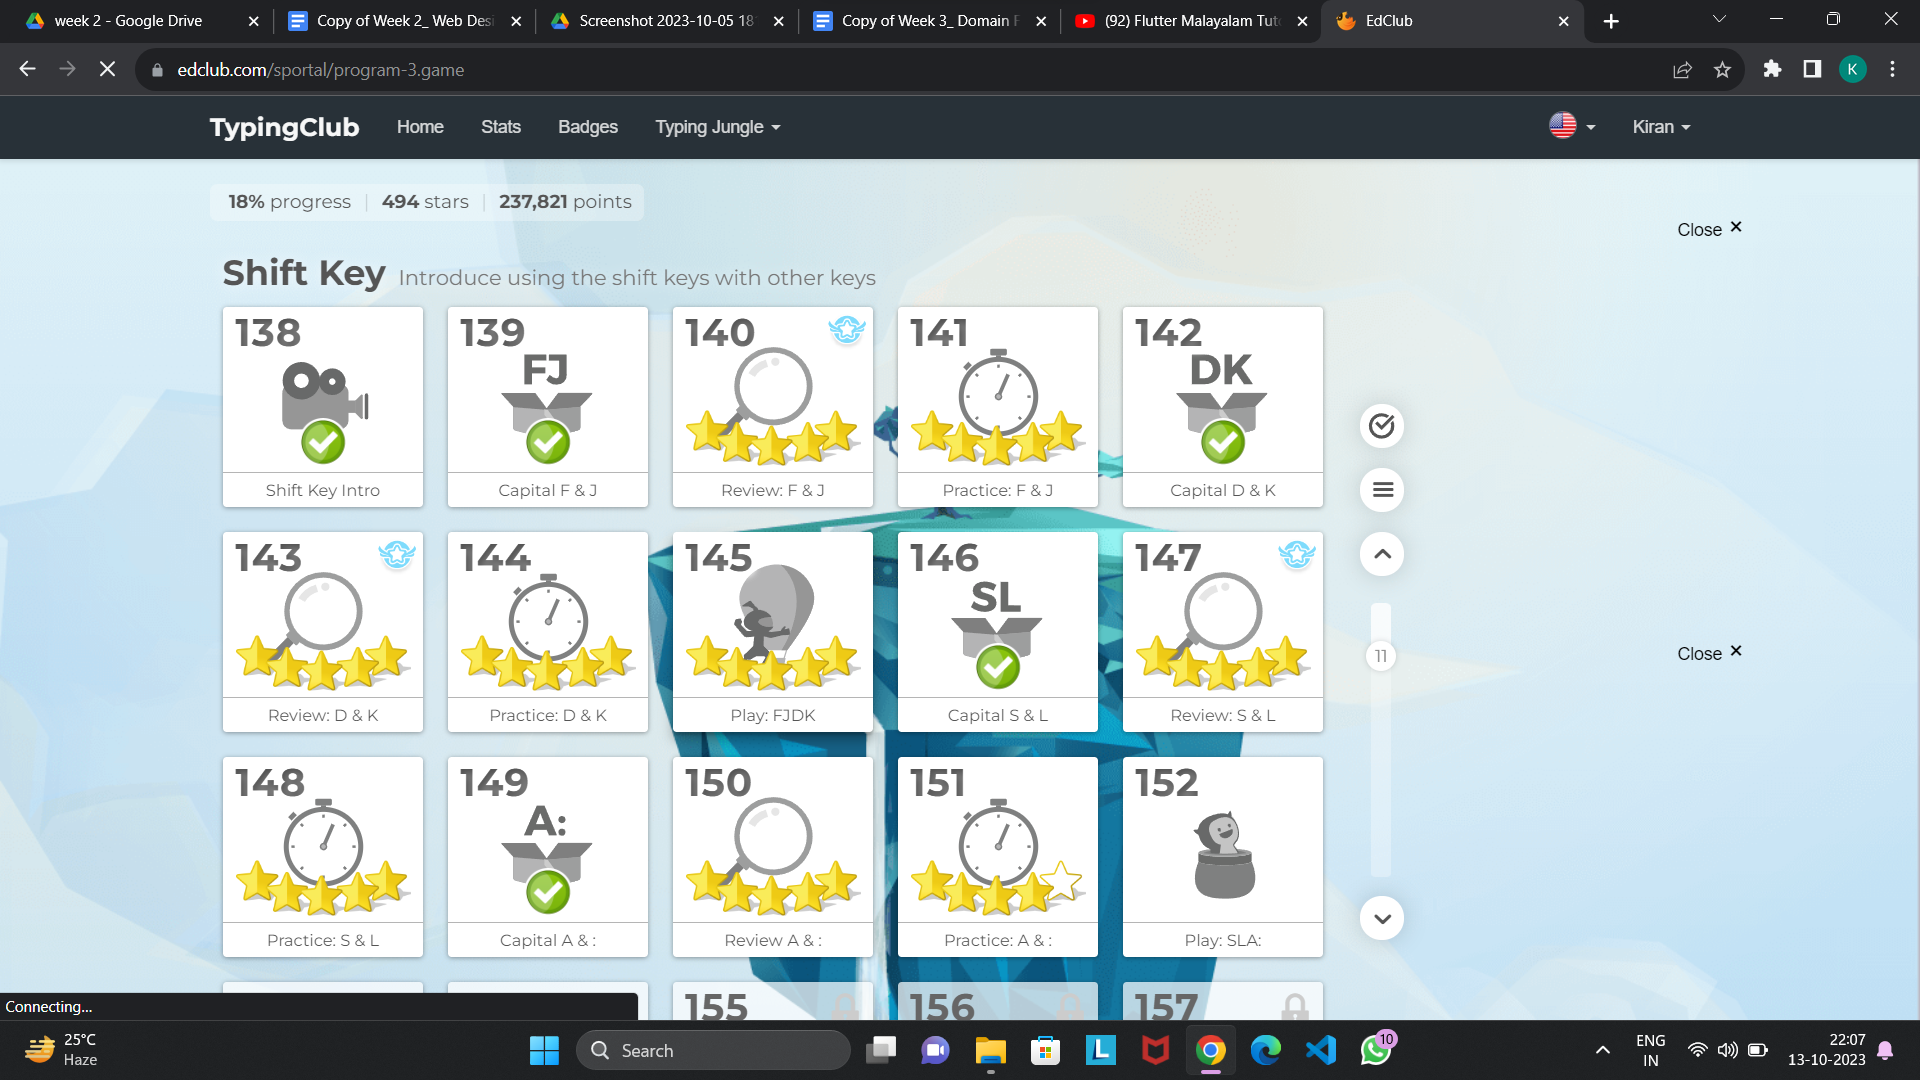 week 2 - Google Drive
Copy of Week 2_ Web Desi
Screenshot 2023-10-05 18
Copy of Week 3_ Domain F
(92) Flutter Malayalam Tuto
EdClub
edclub.com/sportal/program-3.game
K
TypingClub Home Stats Badges Typing Jungle Kiran
18% progress 494 stars 237,821 points
Close
Shift Key Introduce using the shift keys with other keys
138 139 140 141 142
FJ DK
Shift Key Intro Capital F & J Review: F & J Practice: F & J Capital D & K
143 144 145 146 147
SL
11
Close
Review: D & K Practice: D & K Play: FJDK Capital S & L Review: S & L
148 149 150 151 152
A:
Practice: S & L Capital A & : Review A & : Practice: A & : Play: SLA:
155 156 157
Connecting...
25°C
Haze
Search
L
10
ENG
IN
22:07
13-10-2023